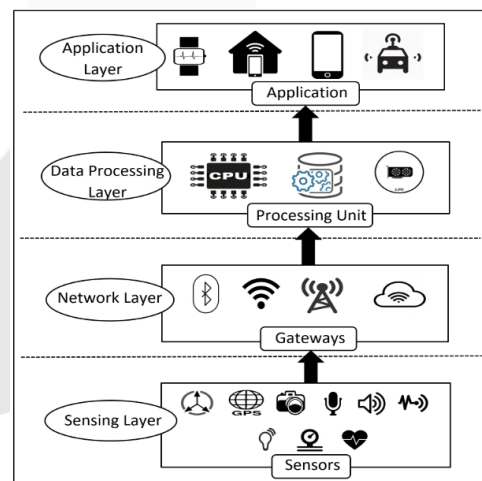 Application
Layer
Application
Data Processing
Layer
CPU
Processing Unit
Network Layer
Gateways
Sensing Layer
GPS
Sensors